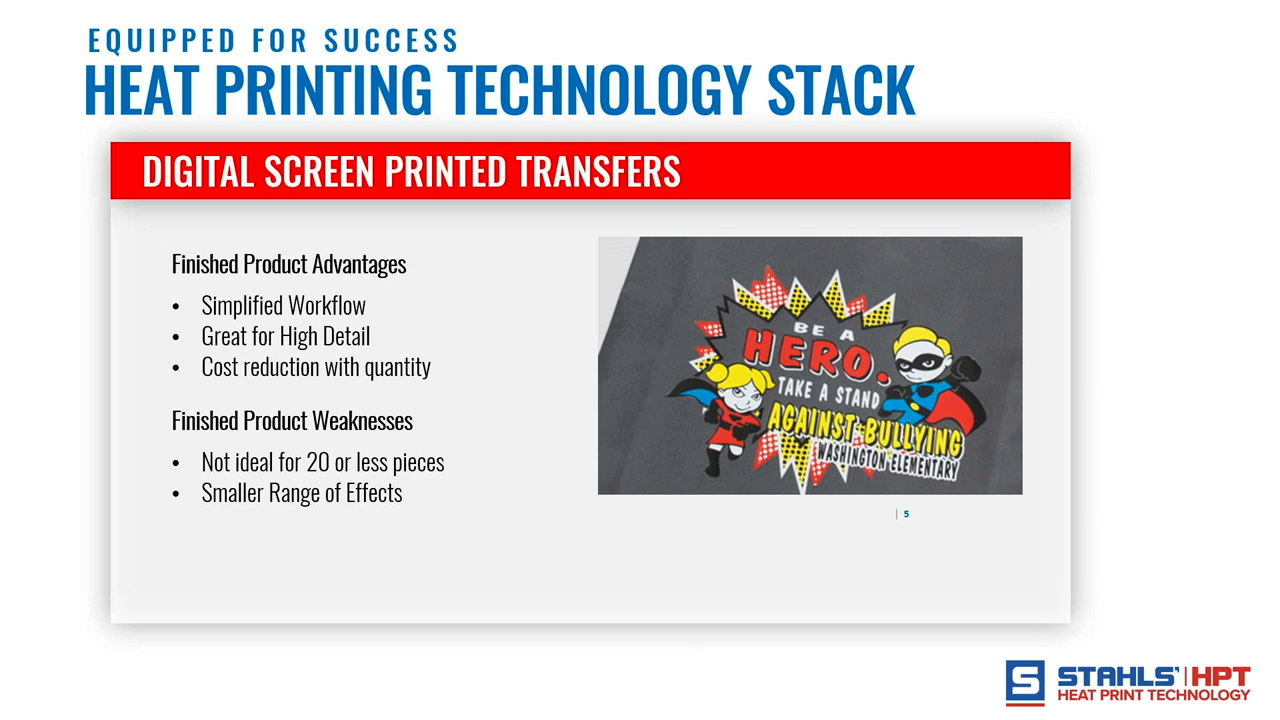 EQUIPPED FOR SUCCESS
HEAT PRINTING TECHNOLOGY STACK
DIGITAL SCREEN PRINTED TRANSFERS
Finished Product Advantages
• Simplified Workflow
• Great for High Detail
• Cost reduction with quantity
Finished Product Weaknesses
• Not ideal for 20 or less pieces
• Smaller Range of Effects
BE A
HERO.
TAKE A STAND
AGAINST BULLYING
WASHINGTON ELEMENTARY
| 5
S STAHLS' | HPT
HEAT PRINT TECHNOLOGY